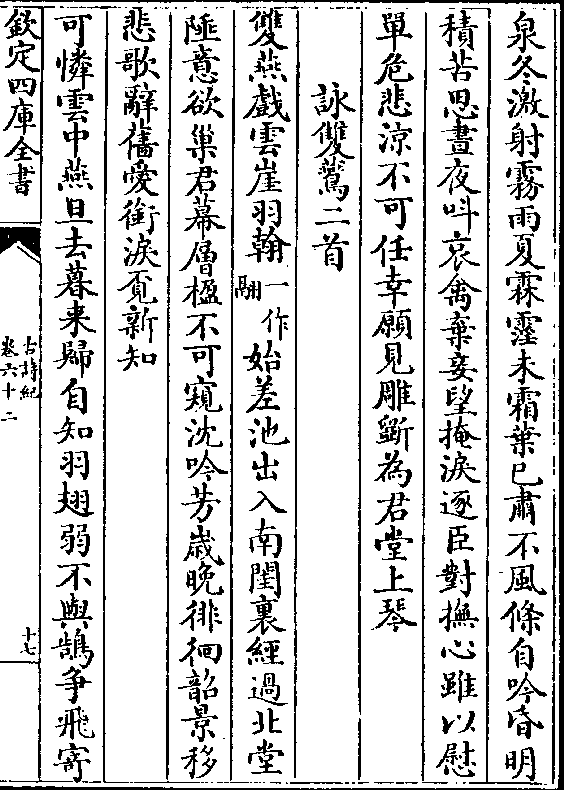 泉冬激射霧雨夏霖霪未霜葉已肅不風條自吟昏明
積苦思晝夜叫哀禽棄妾望掩淚逐臣對撫心雖以慰
單危悲涼不可任幸願見雕斵為君堂上琴
詠雙鷰二首
雙燕戲雲崖羽翰一作翮始差池出入南閨裏經過北堂
陲意欲巢君幕層楹不可窺沈吟芳歲晚徘徊韶景移
悲歌辭舊愛銜淚覓新知
可憐雲中燕旦去暮来歸自知羽翅弱不與鵠争飛寄
欽定四庫全書
古詩紀
卷六十二
十七